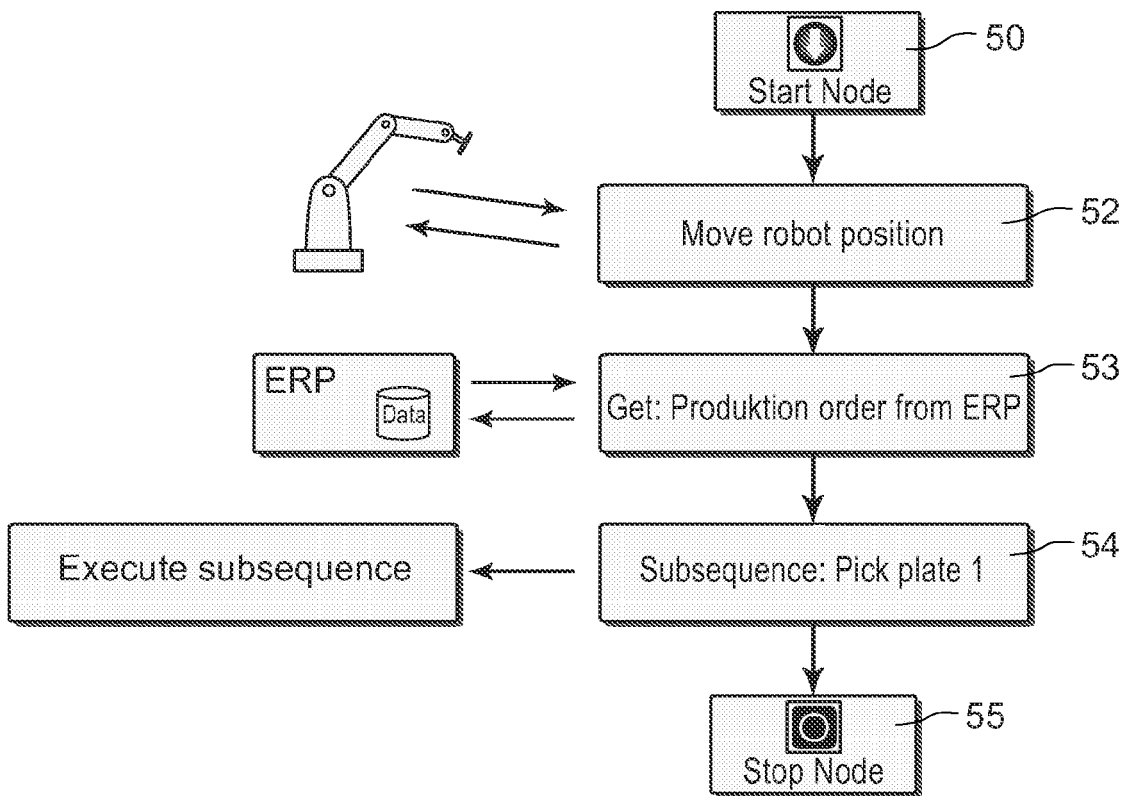 50
Start Node
52
Move robot position
53
ERP
Data
Get: Produktion order from ERP
54
Execute subsequence
Subsequence: Pick plate 1
55
Stop Node